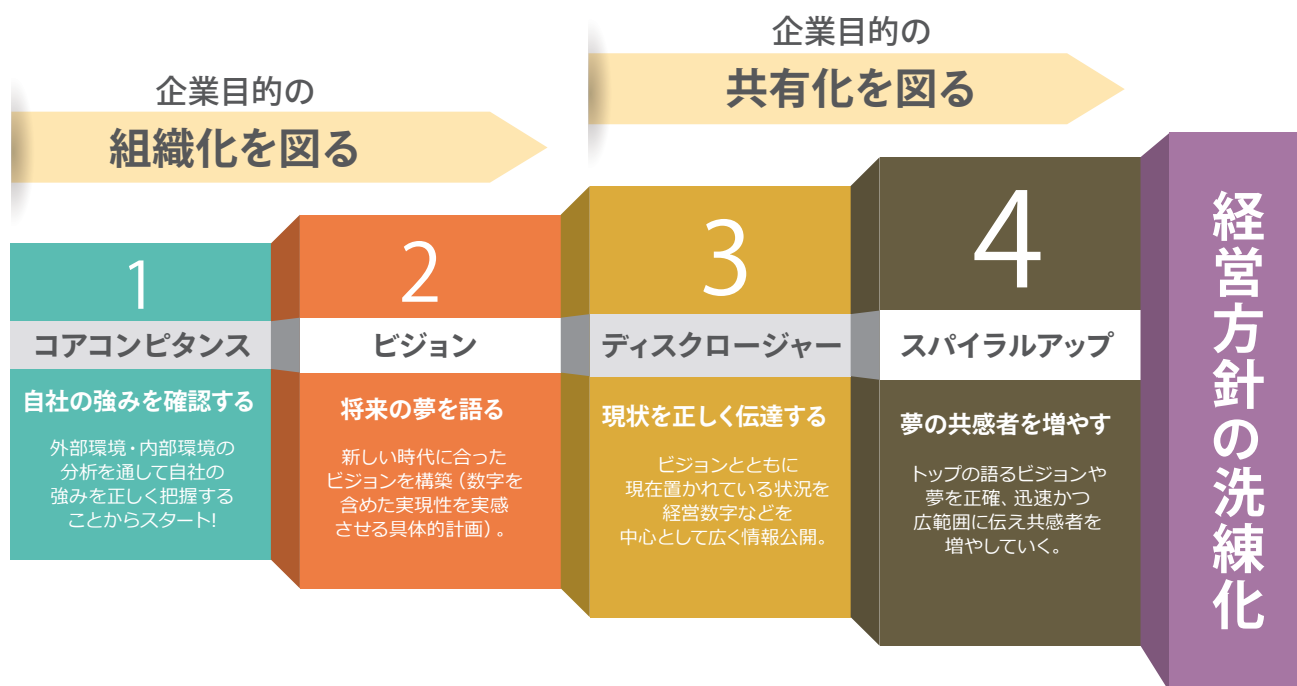 企業目的の
組織化を図る
企業目的の
共有化を図る
1
コアコンピタンス
自社の強みを確認する
外部環境・内部環境の
分析を通して自社の
強みを正しく把握する
ことからスタート!
2
ビジョン
将来の夢を語る
新しい時代に合った
ビジョンを構築（数字を
含めた実現性を実感
させる具体的計画）。
3
ディスクロージャー
現状を正しく伝達する
ビジョンとともに
現在置かれている状況を
経営数字などを
中心として広く情報公開。
4
スパイラルアップ
夢の共感者を増やす
トップの語るビジョンや
夢を正確、迅速かつ
広範囲に伝え共感者を
増やしていく。
経営方針の洗練化